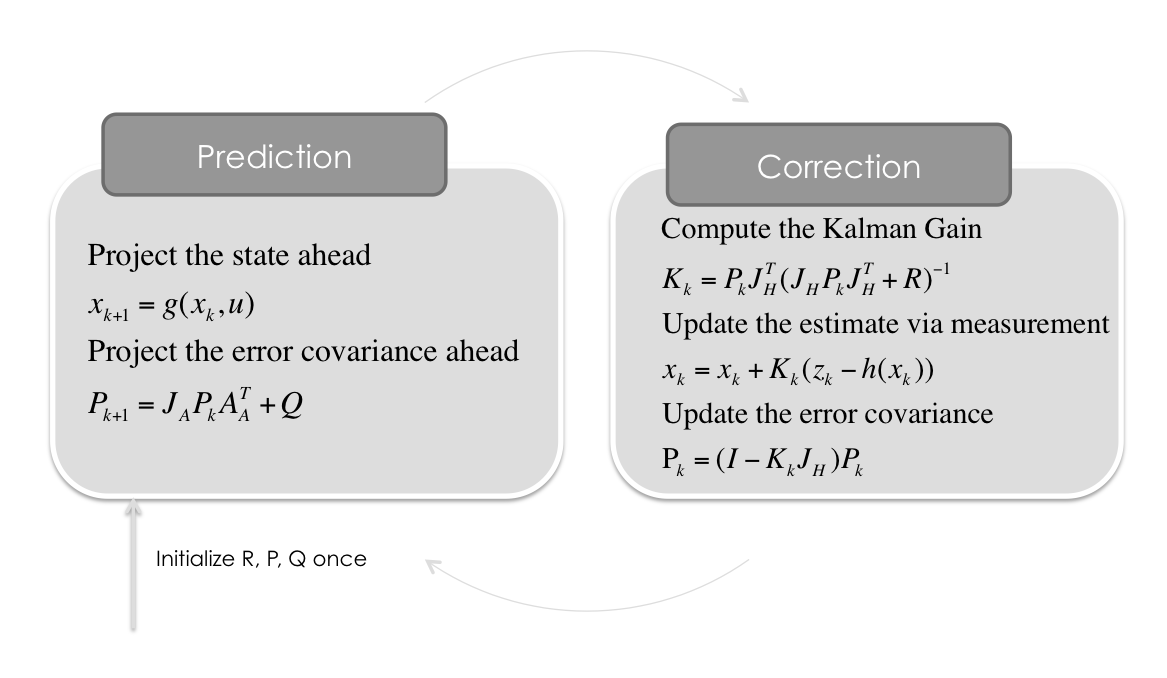 Prediction
Project the state ahead
x_{k+1} = g(x_k, u)
Project the error covariance ahead
P_{k+1} = J_A P_k A_A^T + Q
Initialize R, P, Q once
Correction
Compute the Kalman Gain
K_k = P_k J_H^T (J_H P_k J_H^T + R)^{-1}
Update the estimate via measurement
x_k = x_k + K_k (z_k − h(x_k))
Update the error covariance
P_k = (I − K_k J_H) P_k